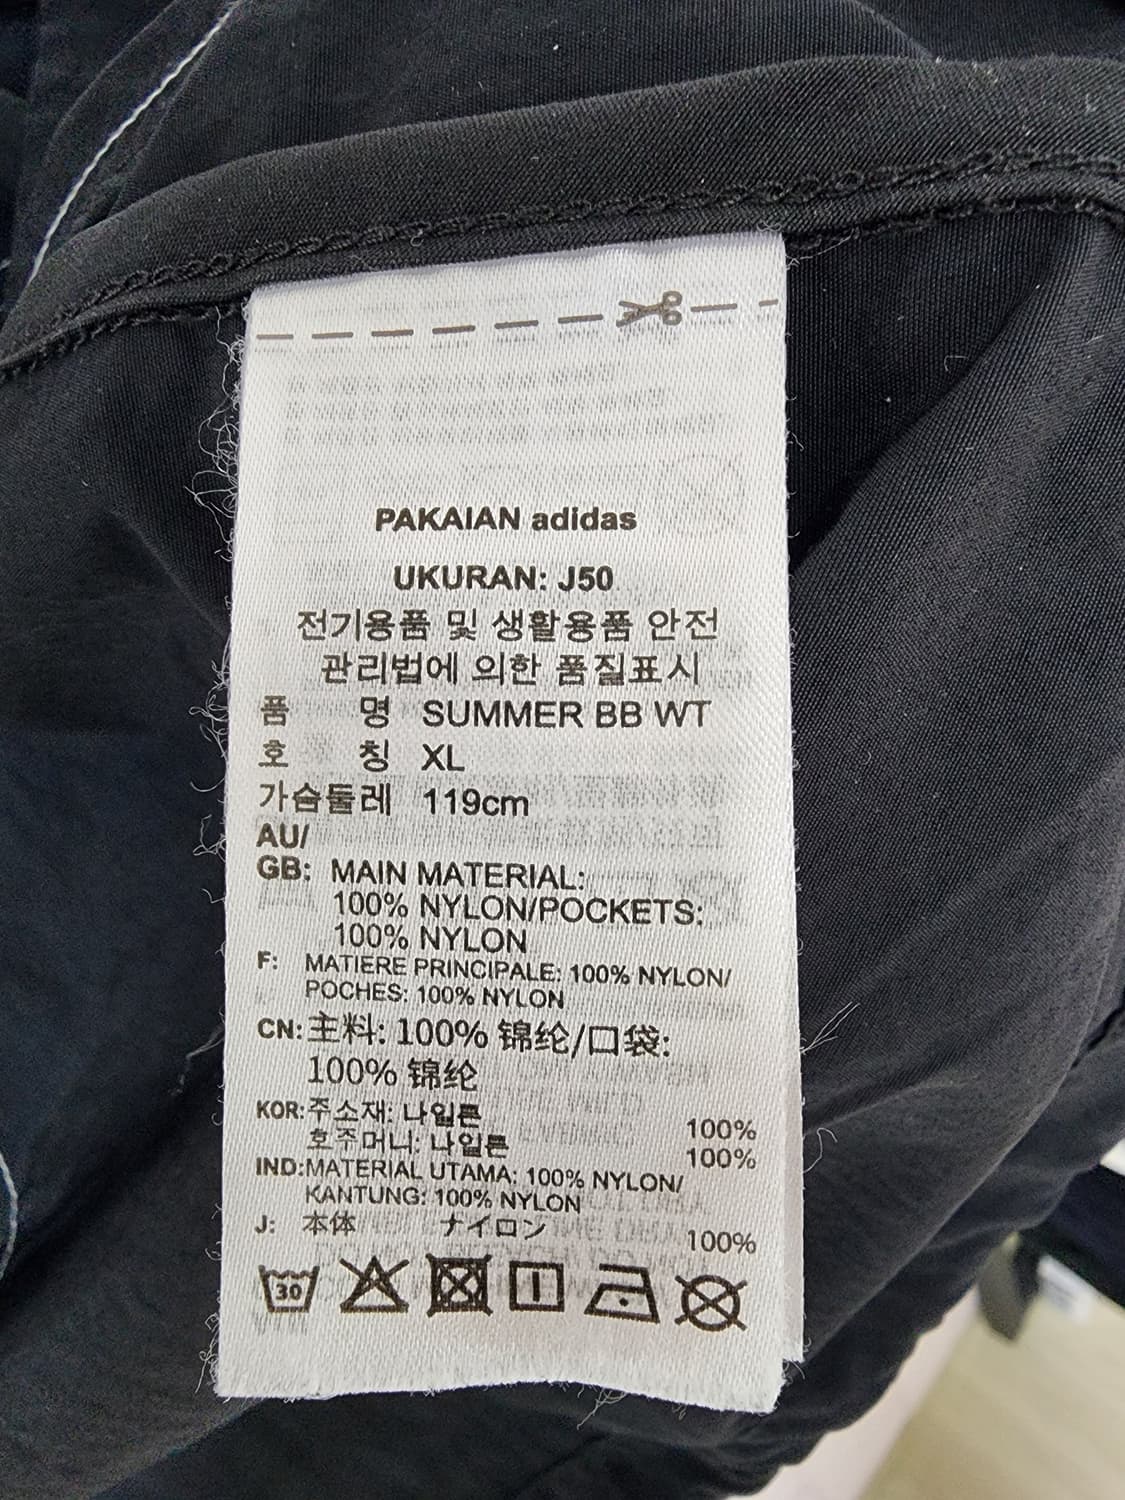 PAKAIAN adidas
UKURAN: J50
전기용품 및 생활용품 안전
관리법에 의한 품질표시
품 명 SUMMER BB WT
호 칭 XL
가슴둘레 119cm
AU/
GB: MAIN MATERIAL:
100% NYLON/POCKETS:
100% NYLON
F: MATIERE PRINCIPALE: 100% NYLON/
POCHES: 100% NYLON
CN: 主料: 100% 锦纶/口袋:
100% 锦纶
KOR: 주소재: 나일론 100%
호주머니: 나일론 100%
IND: MATERIAL UTAMA: 100% NYLON/
KANTUNG: 100% NYLON
J: 本体 ナイロン 100%
30